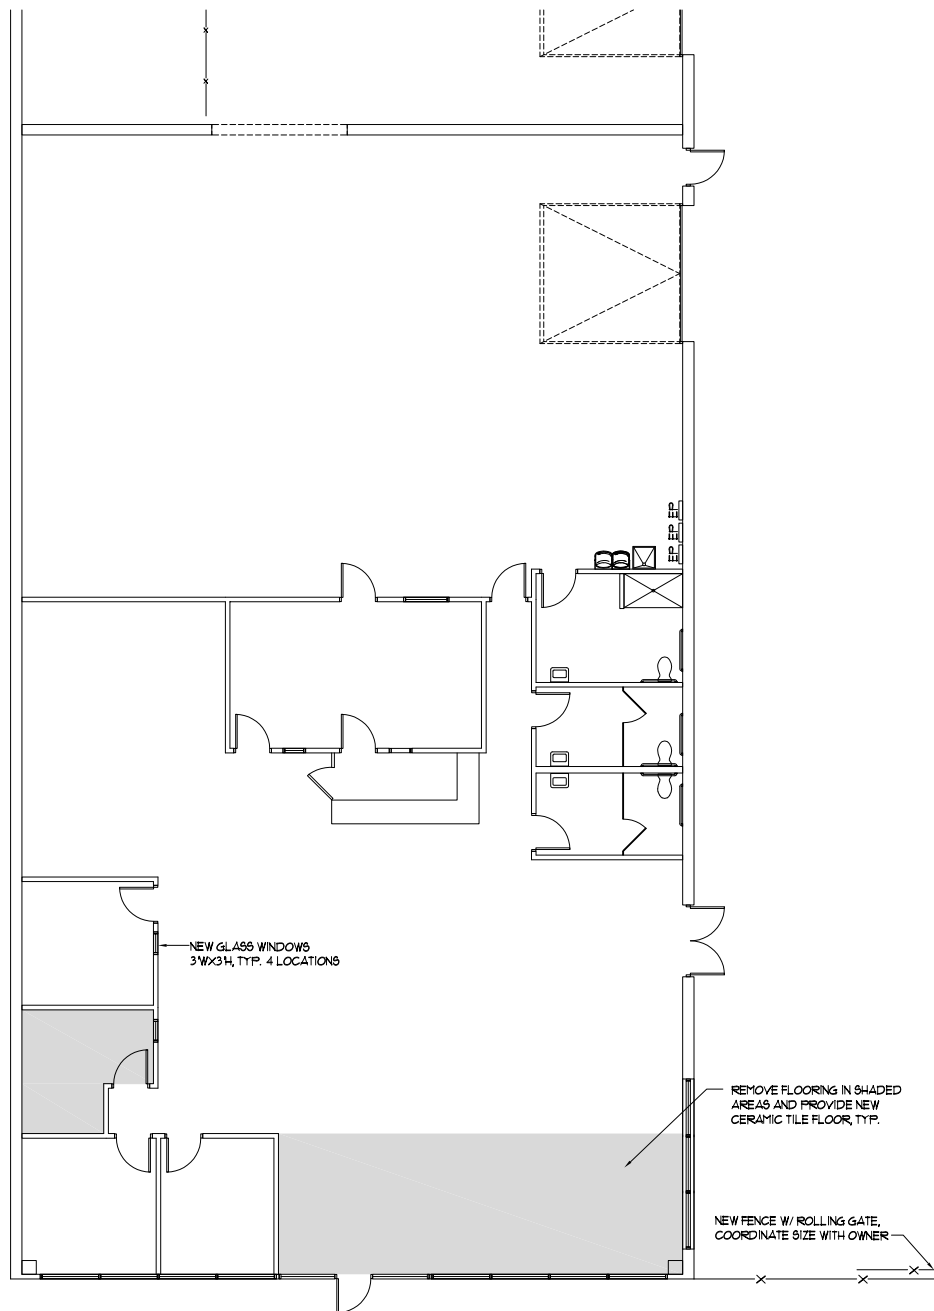 EP
EP
EP
NEW GLASS WINDOWS
3'WX3'H, TYP. 4 LOCATIONS
REMOVE FLOORING IN SHADED
AREAS AND PROVIDE NEW
CERAMIC TILE FLOOR, TYP.
NEW FENCE W/ ROLLING GATE,
COORDINATE SIZE WITH OWNER